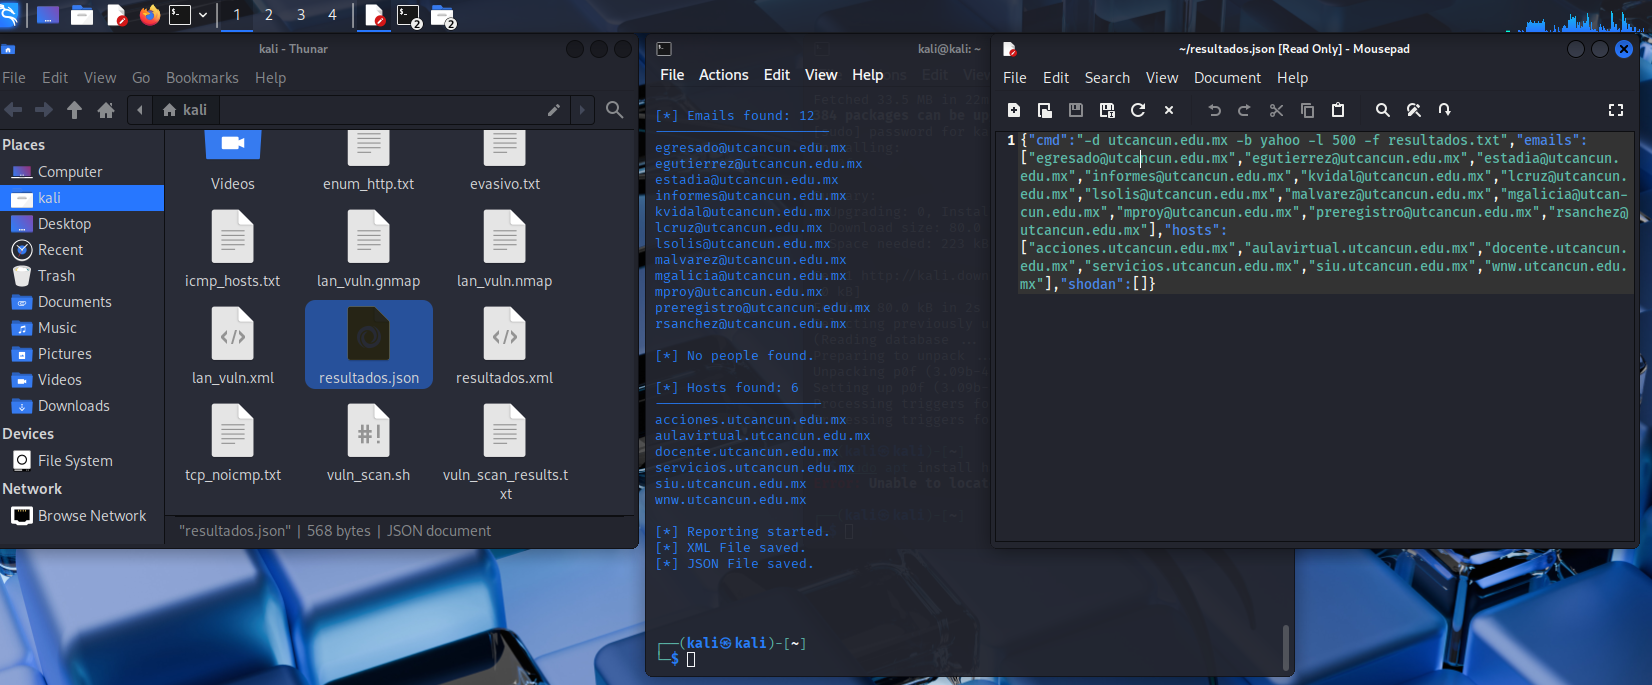 1 2 3 4 2 2
kali - Thunar
File Edit View Go Bookmarks Help
kali
Places
Computer
kali
Desktop
Recent
Trash
Documents
Music
Pictures
Videos
Downloads
Devices
File System
Network
Browse Network
Videos enum_http.txt evasivo.txt
icmp_hosts.txt lan_vuln.gnmap lan_vuln.nmap
lan_vuln.xml resultados.json resultados.xml
tcp_noicmp.txt vuln_scan.sh vuln_scan_results.t
xt
"resultados.json" | 568 bytes | JSON document
kali@kali: ~
File Actions Edit View Help
[*] Emails found: 12
egresado@utcancun.edu.mx
egutierrez@utcancun.edu.mx
estadia@utcancun.edu.mx
informes@utcancun.edu.mx
kvidal@utcancun.edu.mx
lcruz@utcancun.edu.mx
lsolis@utcancun.edu.mx
malvarez@utcancun.edu.mx
mgalicia@utcancun.edu.mx
mproy@utcancun.edu.mx
preregistro@utcancun.edu.mx
rsanchez@utcancun.edu.mx
[*] No people found.
[*] Hosts found: 6
acciones.utcancun.edu.mx
aulavirtual.utcancun.edu.mx
docente.utcancun.edu.mx
servicios.utcancun.edu.mx
siu.utcancun.edu.mx
wnw.utcancun.edu.mx
[*] Reporting started.
[*] XML File saved.
[*] JSON File saved.
(kali㉿kali)-[~]
$
Unable to locat
~/resultados.json [Read Only] - Mousepad
File Edit Search View Document Help
1 {"cmd":"-d utcancun.edu.mx -b yahoo -l 500 -f resultados.txt","emails":
["egresado@utcancun.edu.mx","egutierrez@utcancun.edu.mx","estadia@utcancun.
edu.mx","informes@utcancun.edu.mx","kvidal@utcancun.edu.mx","lcruz@utcancun.
edu.mx","lsolis@utcancun.edu.mx","malvarez@utcancun.edu.mx","mgalicia@utcan-
cun.edu.mx","mproy@utcancun.edu.mx","preregistro@utcancun.edu.mx","rsanchez@
utcancun.edu.mx"],"hosts":
["acciones.utcancun.edu.mx","aulavirtual.utcancun.edu.mx","docente.utcancun.
edu.mx","servicios.utcancun.edu.mx","siu.utcancun.edu.mx","wnw.utcancun.edu.
mx"],"shodan":[]}